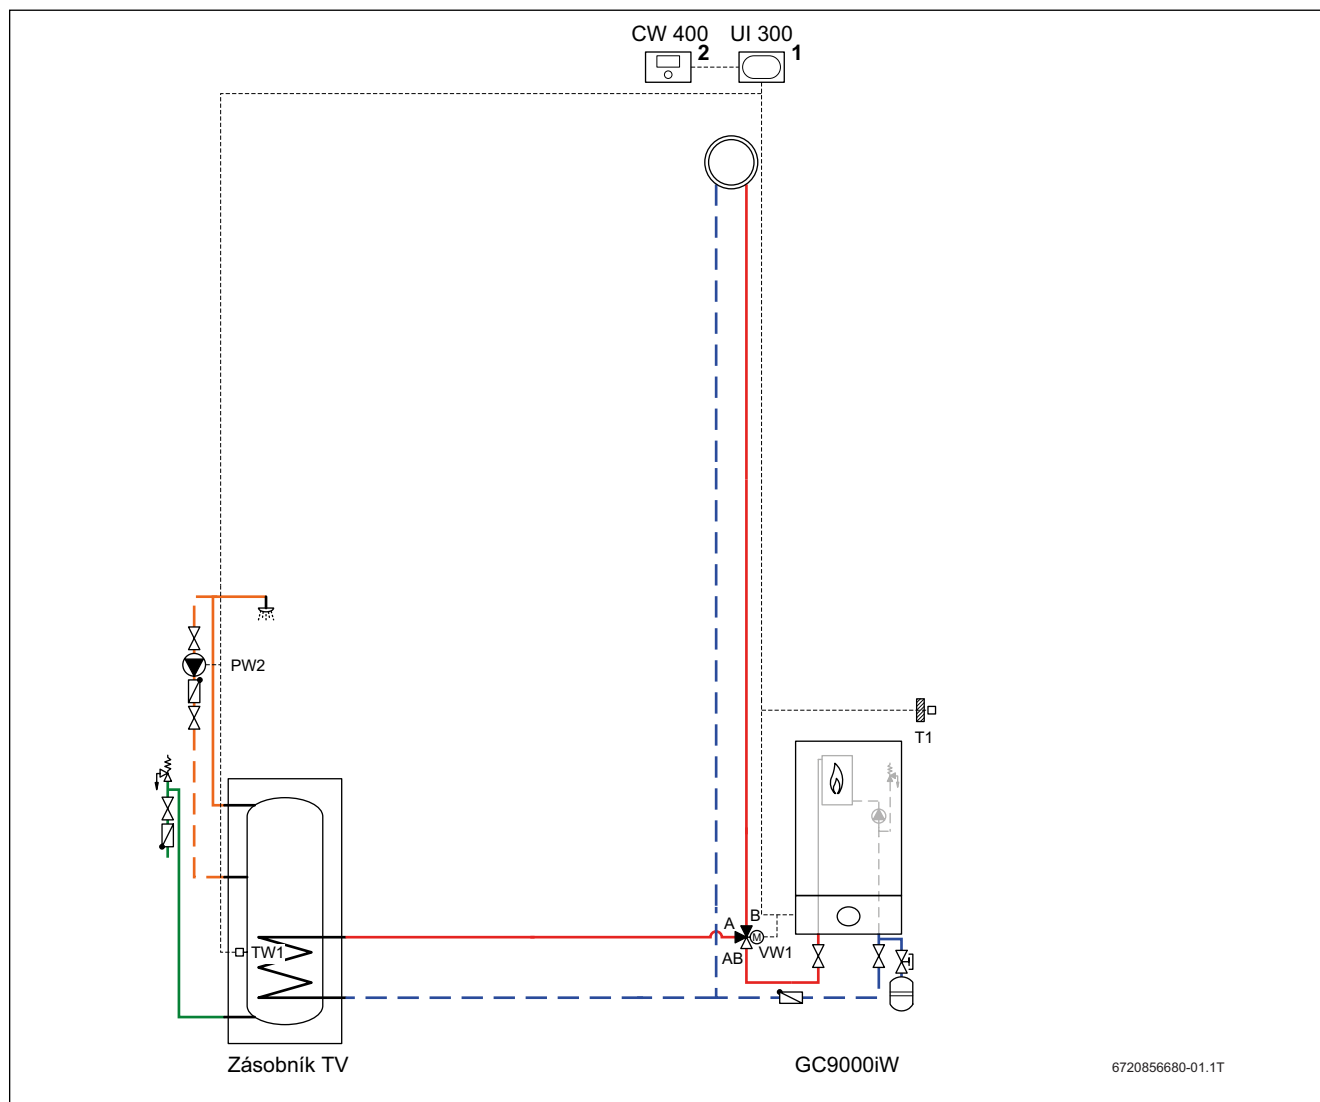 CW 400 UI 300
2 1
PW2
T1
A B
M
AB VW1
TW1
Zásobník TV
GC9000iW
6720856680-01.1T